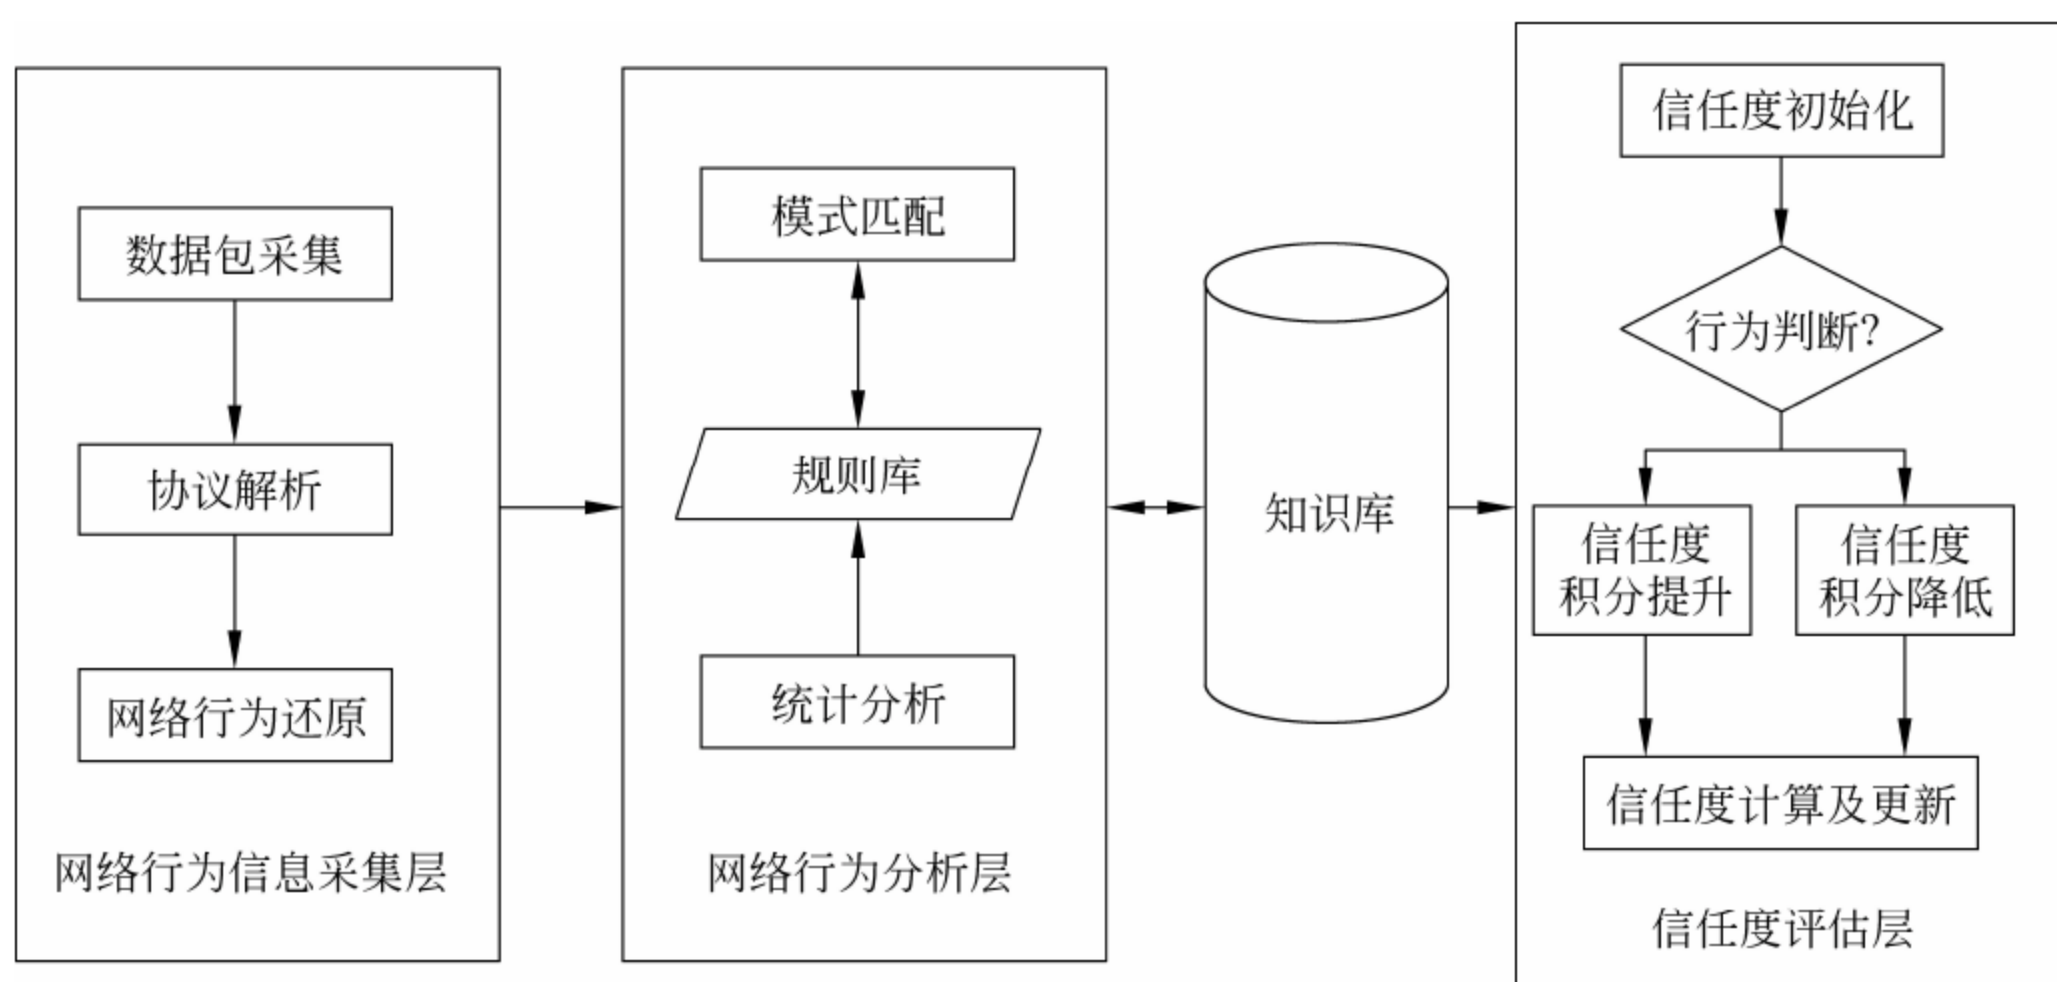 数据包采集
协议解析
网络行为还原
网络行为信息采集层
模式匹配
规则库
统计分析
网络行为分析层
知识库
信任度初始化
行为判断?
信任度
积分提升
信任度
积分降低
信任度计算及更新
信任度评估层